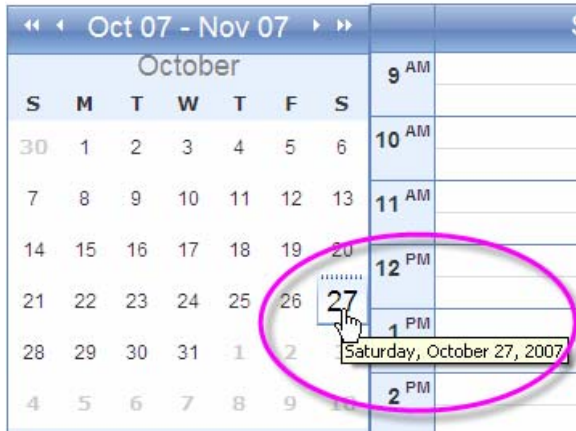 Oct 07 - Nov 07
October
S M T W T F S
30 1 2 3 4 5 6
7 8 9 10 11 12 13
14 15 16 17 18 19 20
21 22 23 24 25 26 27
28 29 30 31 1 2
4 5 6 7 8 9 10
9 AM
10 AM
11 AM
12 PM
1 PM
2 PM
Saturday, October 27, 2007